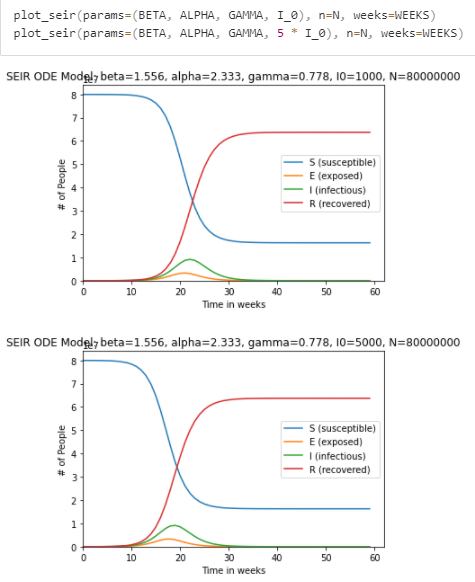 plot_seir(params=(BETA, ALPHA, GAMMA, I_0), n=N, weeks=WEEKS)
plot_seir(params=(BETA, ALPHA, GAMMA, 5 * I_0), n=N, weeks=WEEKS)
SEIR ODE Model: beta=1.556, alpha=2.333, gamma=0.778, I0=1000, N=80000000
1e7
8
7
6
5
4
3
2
1
0
# of People
S (susceptible)
E (exposed)
I (infectious)
R (recovered)
0 10 20 30 40 50 60
Time in weeks
SEIR ODE Model: beta=1.556, alpha=2.333, gamma=0.778, I0=5000, N=80000000
1e7
8
7
6
5
4
3
2
1
0
# of People
S (susceptible)
E (exposed)
I (infectious)
R (recovered)
0 10 20 30 40 50 60
Time in weeks